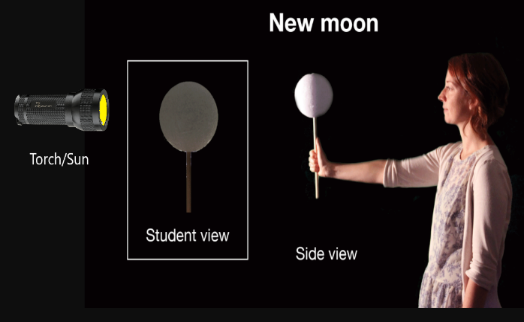 New moon
Torch/Sun
Student view
Side view